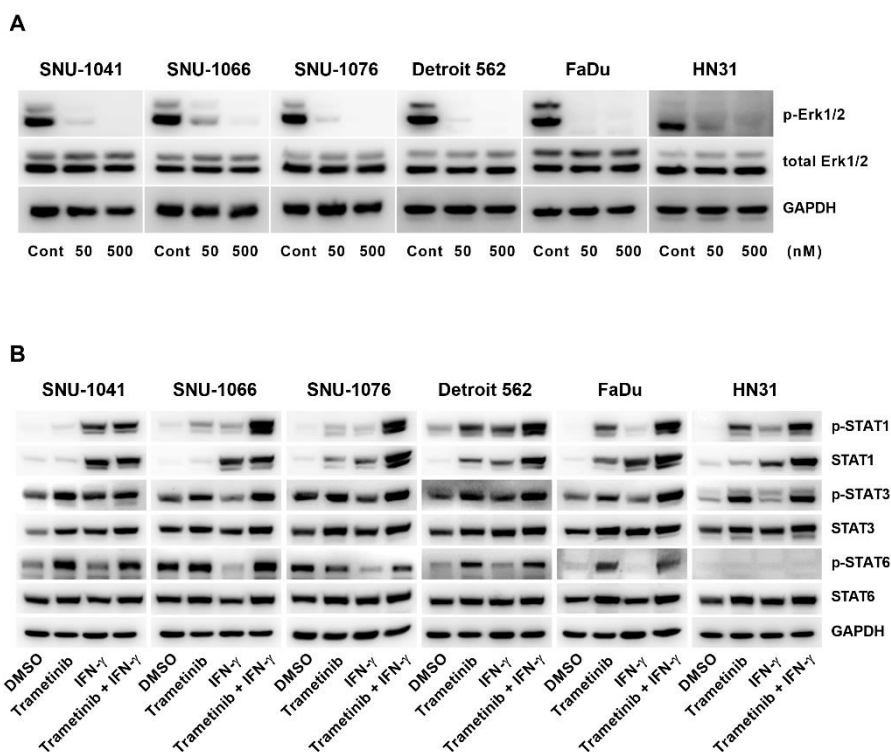 A
SNU-1041 SNU-1066 SNU-1076 Detroit 562 FaDu HN31
p-Erk1/2
total Erk1/2
GAPDH
Cont 50 500 Cont 50 500 Cont 50 500 Cont 50 500 Cont 50 500 Cont 50 500 (nM)
B
SNU-1041 SNU-1066 SNU-1076 Detroit 562 FaDu HN31
p-STAT1
STAT1
p-STAT3
STAT3
p-STAT6
STAT6
GAPDH
DMSO Trametinib IFN-γ Trametinib + IFN-γ DMSO Trametinib IFN-γ Trametinib + IFN-γ DMSO Trametinib IFN-γ Trametinib + IFN-γ DMSO Trametinib IFN-γ Trametinib + IFN-γ DMSO Trametinib IFN-γ Trametinib + IFN-γ DMSO Trametinib IFN-γ Trametinib + IFN-γ